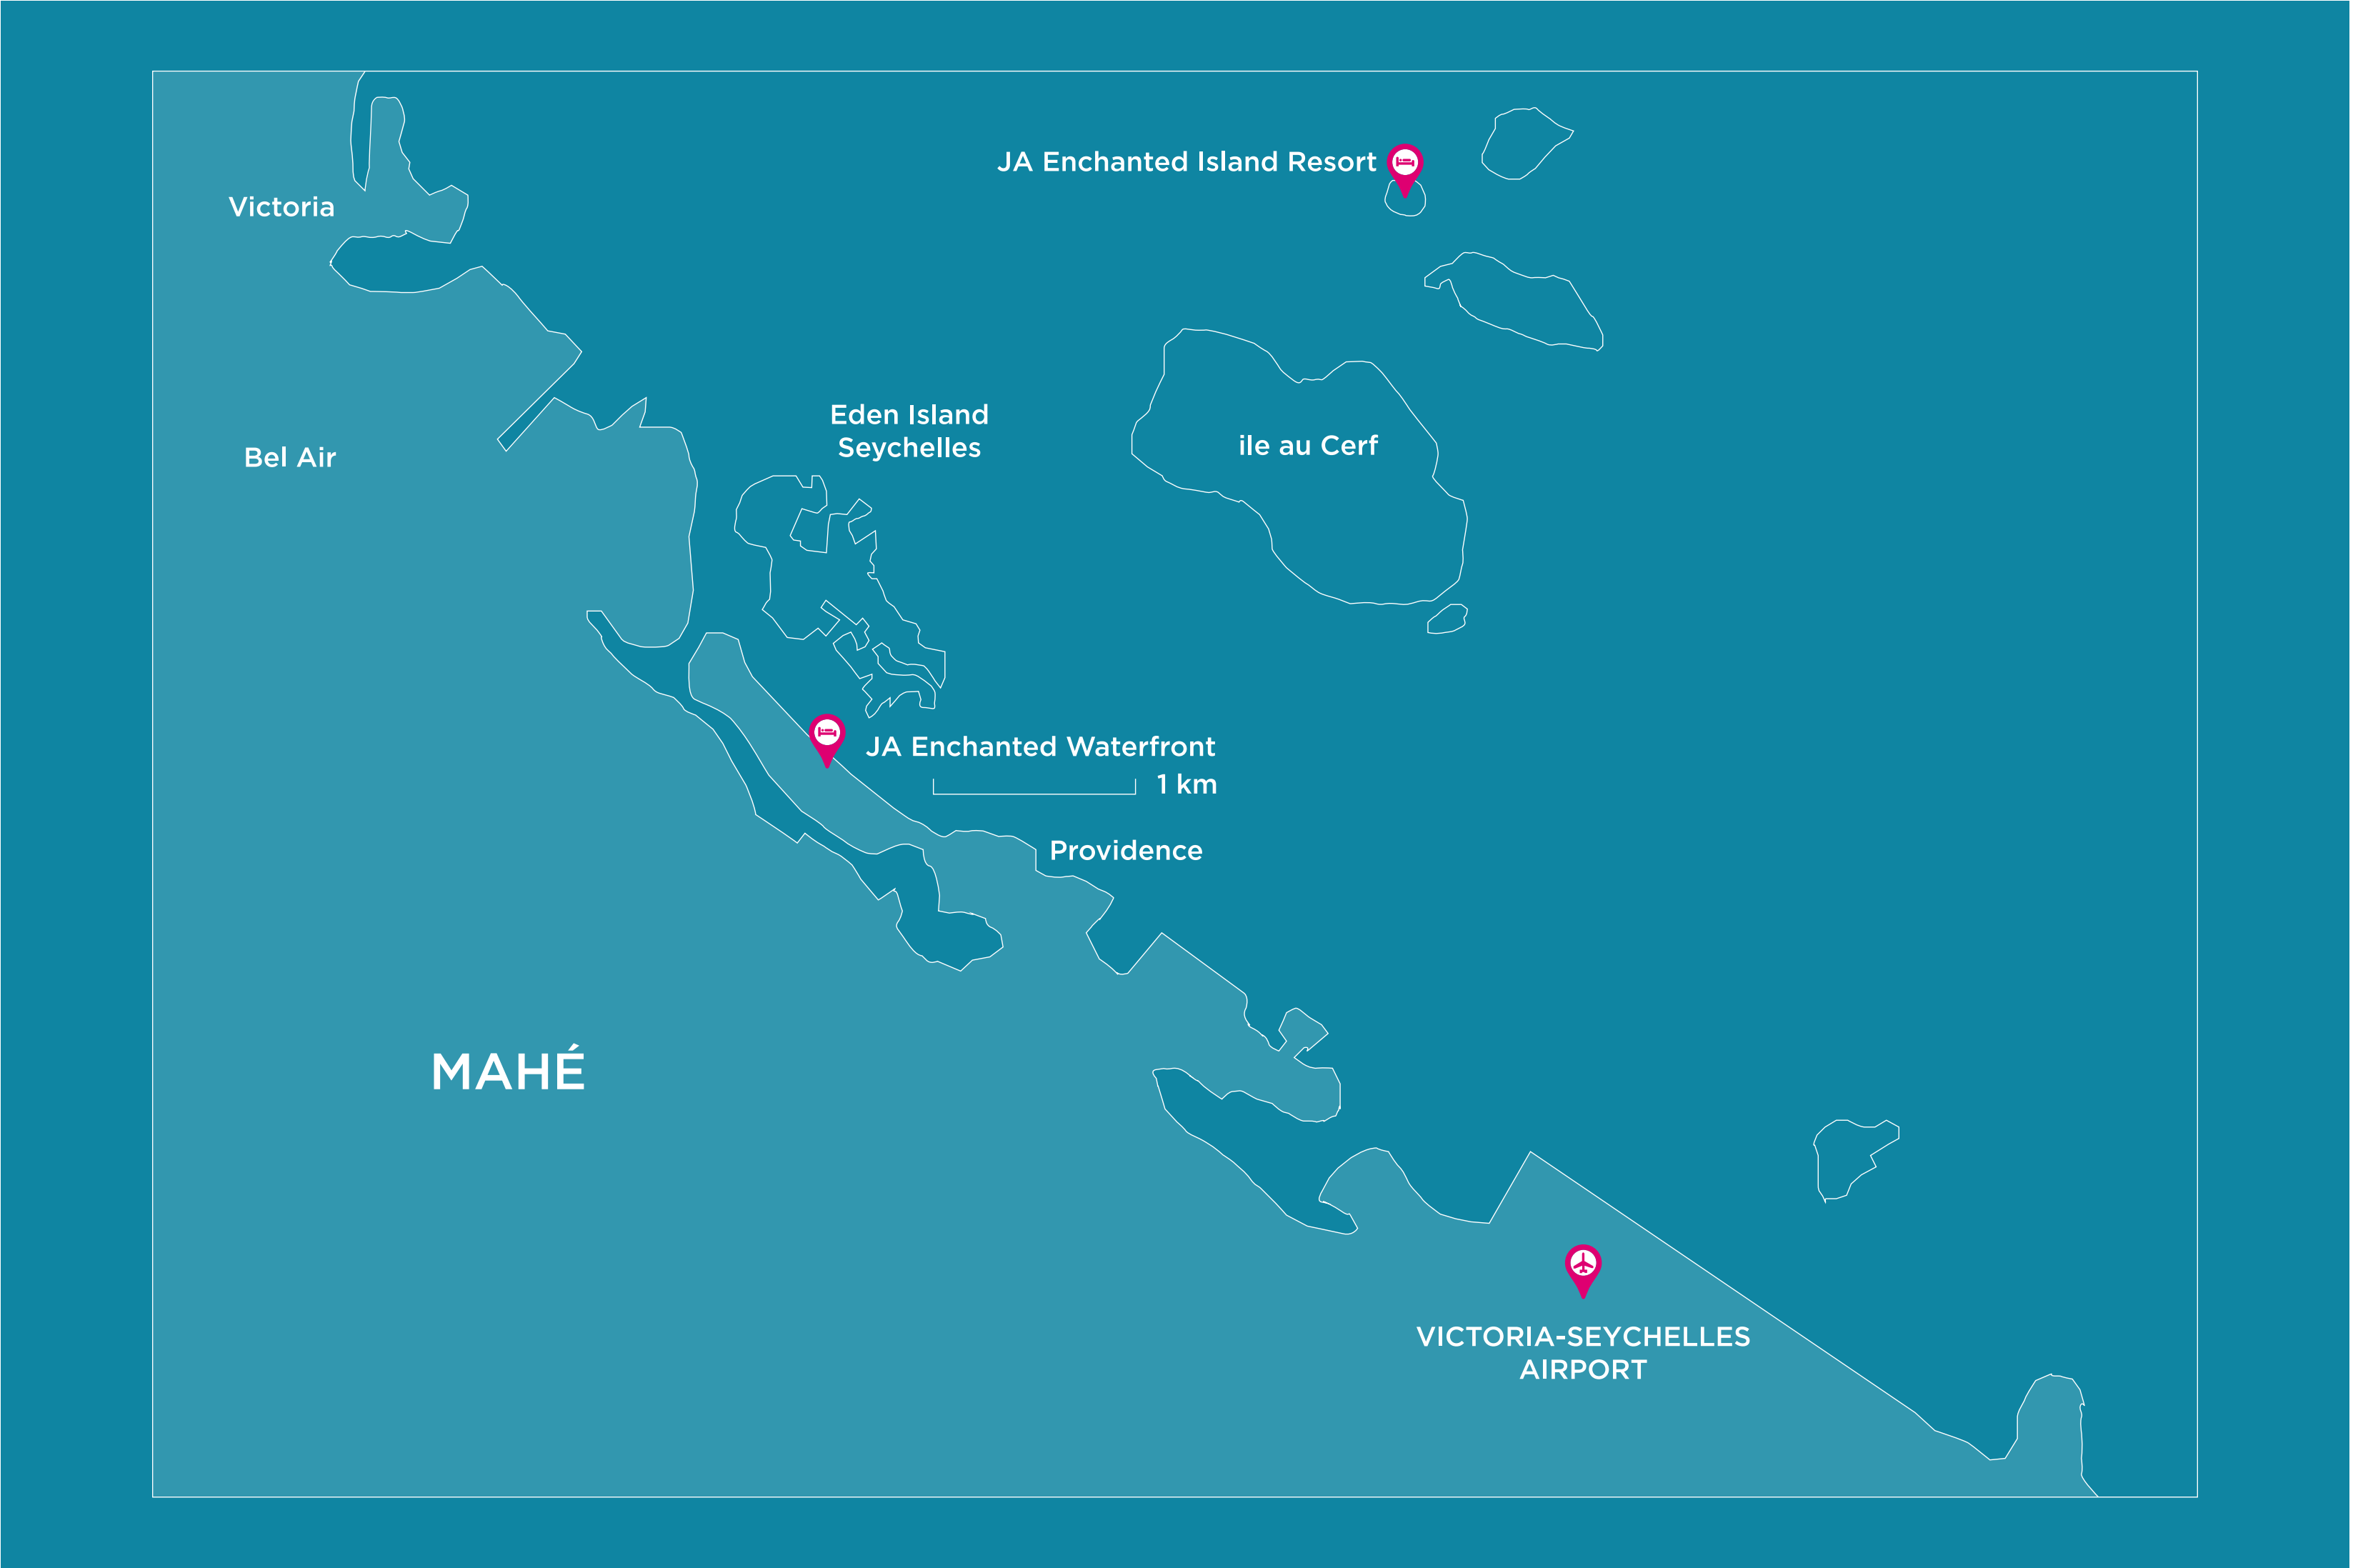 JA Enchanted Island Resort
Victoria
Eden Island
Seychelles
ile au Cerf
Bel Air
JA Enchanted Waterfront
1 km
Providence
MAHÉ
VICTORIA-SEYCHELLES
AIRPORT